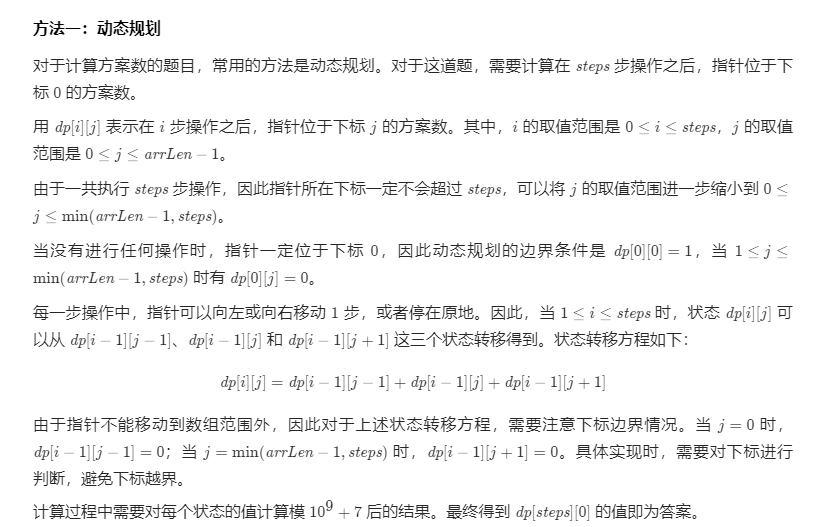 方法一：动态规划
对于计算方案数的题目，常用的方法是动态规划。对于这道题，需要计算在 steps 步操作之后，指针位于下
标 0 的方案数。
用 dp[i][j] 表示在 i 步操作之后，指针位于下标 j 的方案数。其中，i 的取值范围是 0 ≤ i ≤ steps，j 的取值
范围是 0 ≤ j ≤ arrLen − 1。
由于一共执行 steps 步操作，因此指针所在下标一定不会超过 steps，可以将 j 的取值范围进一步缩小到 0 ≤
j ≤ min(arrLen − 1, steps)。
当没有进行任何操作时，指针一定位于下标 0，因此动态规划的边界条件是 dp[0][0] = 1，当 1 ≤ j ≤
min(arrLen − 1, steps) 时有 dp[0][j] = 0。
每一步操作中，指针可以向左或向右移动 1 步，或者停在原地。因此，当 1 ≤ i ≤ steps 时，状态 dp[i][j] 可
以从 dp[i − 1][j − 1]、dp[i − 1][j] 和 dp[i − 1][j + 1] 这三个状态转移得到。状态转移方程如下：
dp[i][j] = dp[i − 1][j − 1] + dp[i − 1][j] + dp[i − 1][j + 1]
由于指针不能移动到数组范围外，因此对于上述状态转移方程，需要注意下标边界情况。当 j = 0 时，
dp[i − 1][j − 1] = 0；当 j = min(arrLen − 1, steps) 时，dp[i − 1][j + 1] = 0。具体实现时，需要对下标进行
判断，避免下标越界。
计算过程中需要对每个状态的值计算模 10⁹ + 7 后的结果。最终得到 dp[steps][0] 的值即为答案。